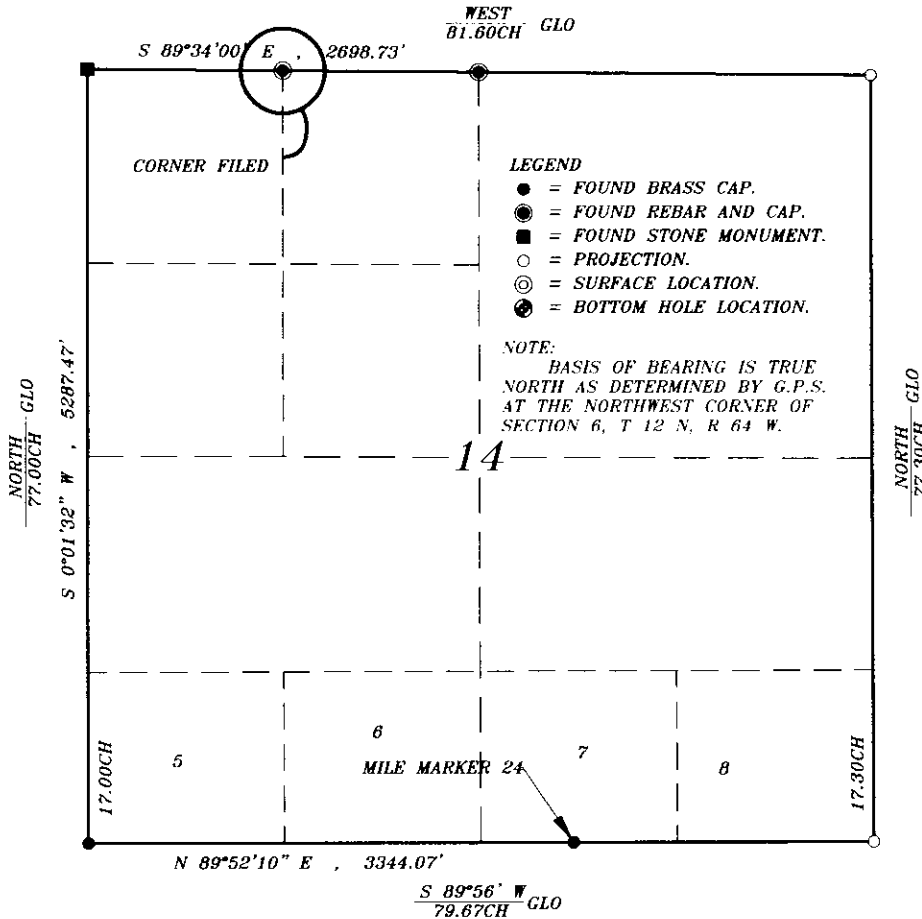 WEST
81.60CH GLO
S 89°34'00" E , 2698.73'
CORNER FILED
LEGEND
= FOUND BRASS CAP.
= FOUND REBAR AND CAP.
= FOUND STONE MONUMENT.
= PROJECTION.
= SURFACE LOCATION.
= BOTTOM HOLE LOCATION.
NOTE:
BASIS OF BEARING IS TRUE
NORTH AS DETERMINED BY G.P.S.
AT THE NORTHWEST CORNER OF
SECTION 6, T 12 N, R 64 W.
NORTH GLO
77.00CH
S 0°01'32" W , 5287.47'
14
NORTH GLO
77.30CH
17.00CH
5
6
7
8
MILE MARKER 24
17.30CH
N 89°52'10" E , 3344.07'
S 89°56' W GLO
79.67CH